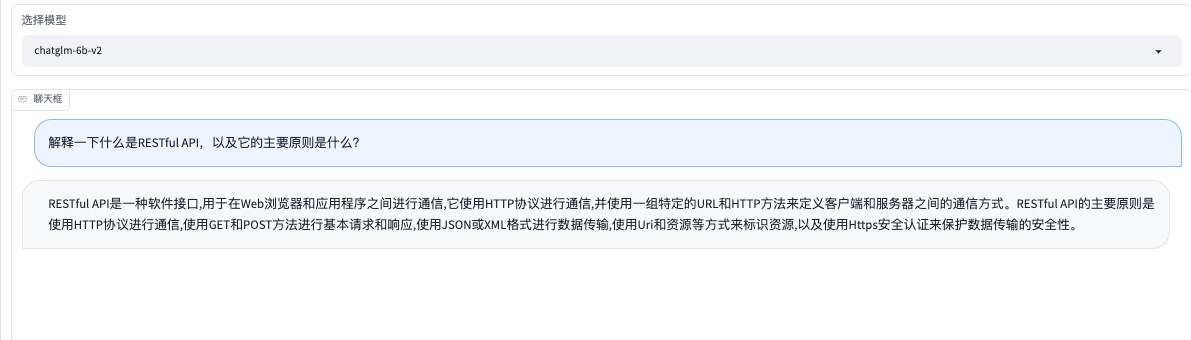 选择模型
chatglm-6b-v2
聊天框
解释一下什么是RESTful API，以及它的主要原则是什么?
RESTful API是一种软件接口,用于在Web浏览器和应用程序之间进行通信,它使用HTTP协议进行通信,并使用一组特定的URL和HTTP方法来定义客户端和服务器之间的通信方式。RESTful API的主要原则是
使用HTTP协议进行通信,使用GET和POST方法进行基本请求和响应,使用JSON或XML格式进行数据传输,使用Uri和资源等方式来标识资源,以及使用Https安全认证来保护数据传输的安全性。